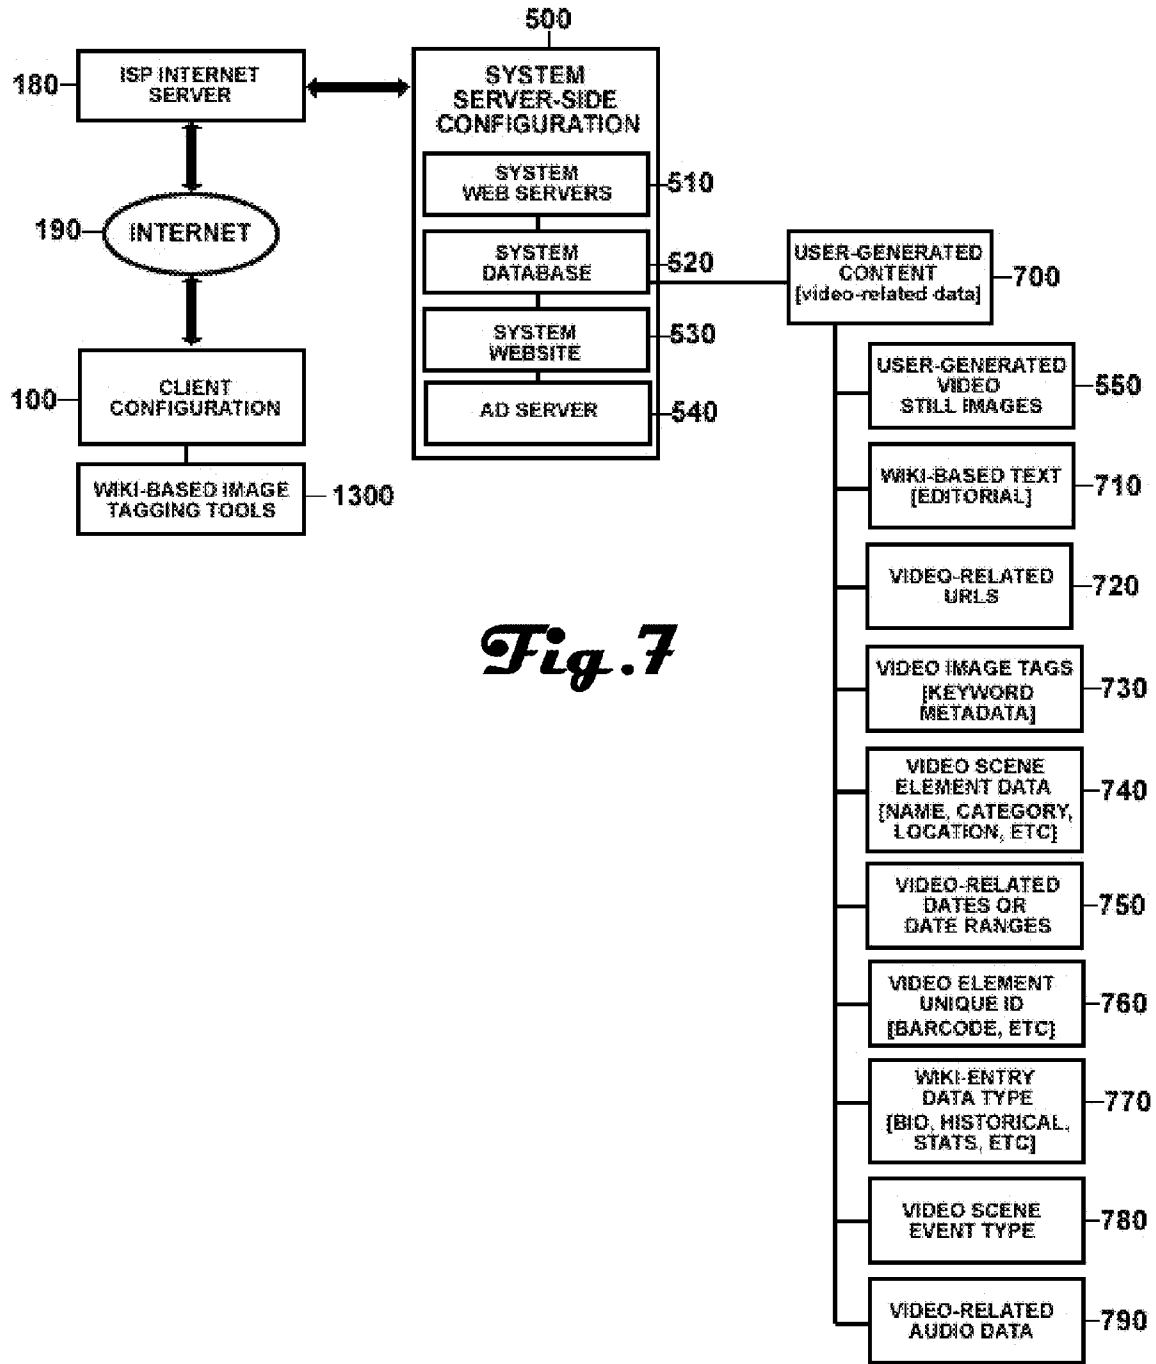 500
180
ISP INTERNET
SERVER
SYSTEM
SERVER-SIDE
CONFIGURATION
SYSTEM
WEB SERVERS
510
190
INTERNET
SYSTEM
DATABASE
520
USER-GENERATED
CONTENT
[video-related data]
700
SYSTEM
WEBSITE
530
100
CLIENT
CONFIGURATION
AD SERVER
540
WIKI-BASED IMAGE
TAGGING TOOLS
1300
USER-GENERATED
VIDEO
STILL IMAGES
550
WIKI-BASED TEXT
[EDITORIAL]
710
VIDEO-RELATED
URLS
720
Fig.7
VIDEO IMAGE TAGS
[KEYWORD
METADATA]
730
VIDEO SCENE
ELEMENT DATA
[NAME, CATEGORY,
LOCATION, ETC]
740
VIDEO-RELATED
DATES OR
DATE RANGES
750
VIDEO ELEMENT
UNIQUE ID
[BARCODE, ETC]
760
WIKI-ENTRY
DATA TYPE
[BIO, HISTORICAL,
STATS, ETC]
770
VIDEO SCENE
EVENT TYPE
780
VIDEO-RELATED
AUDIO DATA
790